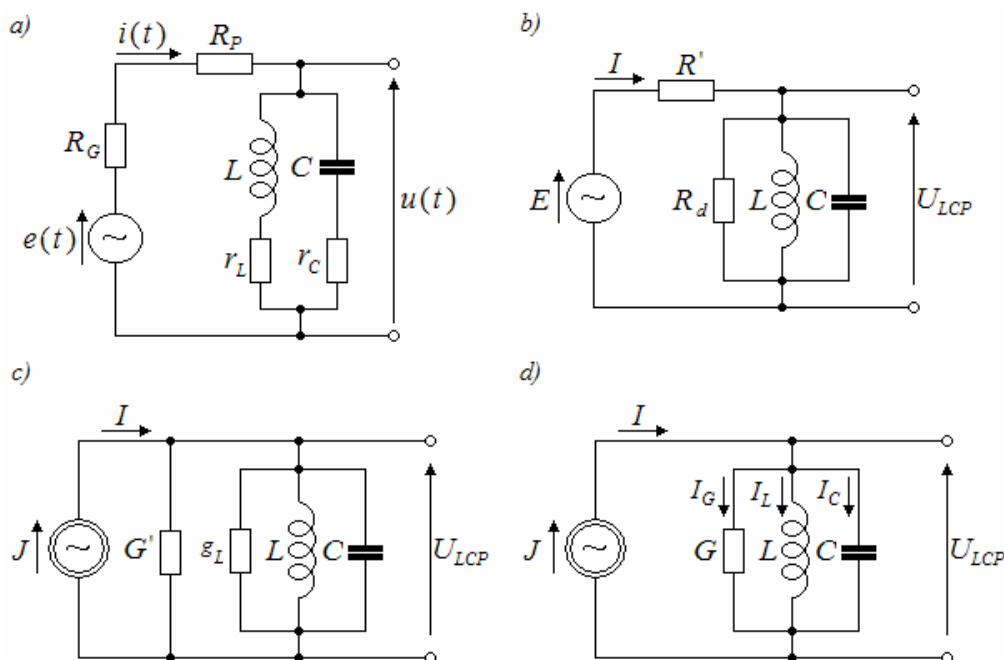 a)
i(t)
R_P
R_G
L
C
e(t)
r_L
r_C
u(t)
b)
I
R'
E
R_d
L
C
U_LCP
c)
I
J
G'
g_L
L
C
U_LCP
d)
I
I_G
I_L
I_C
J
G
L
C
U_LCP